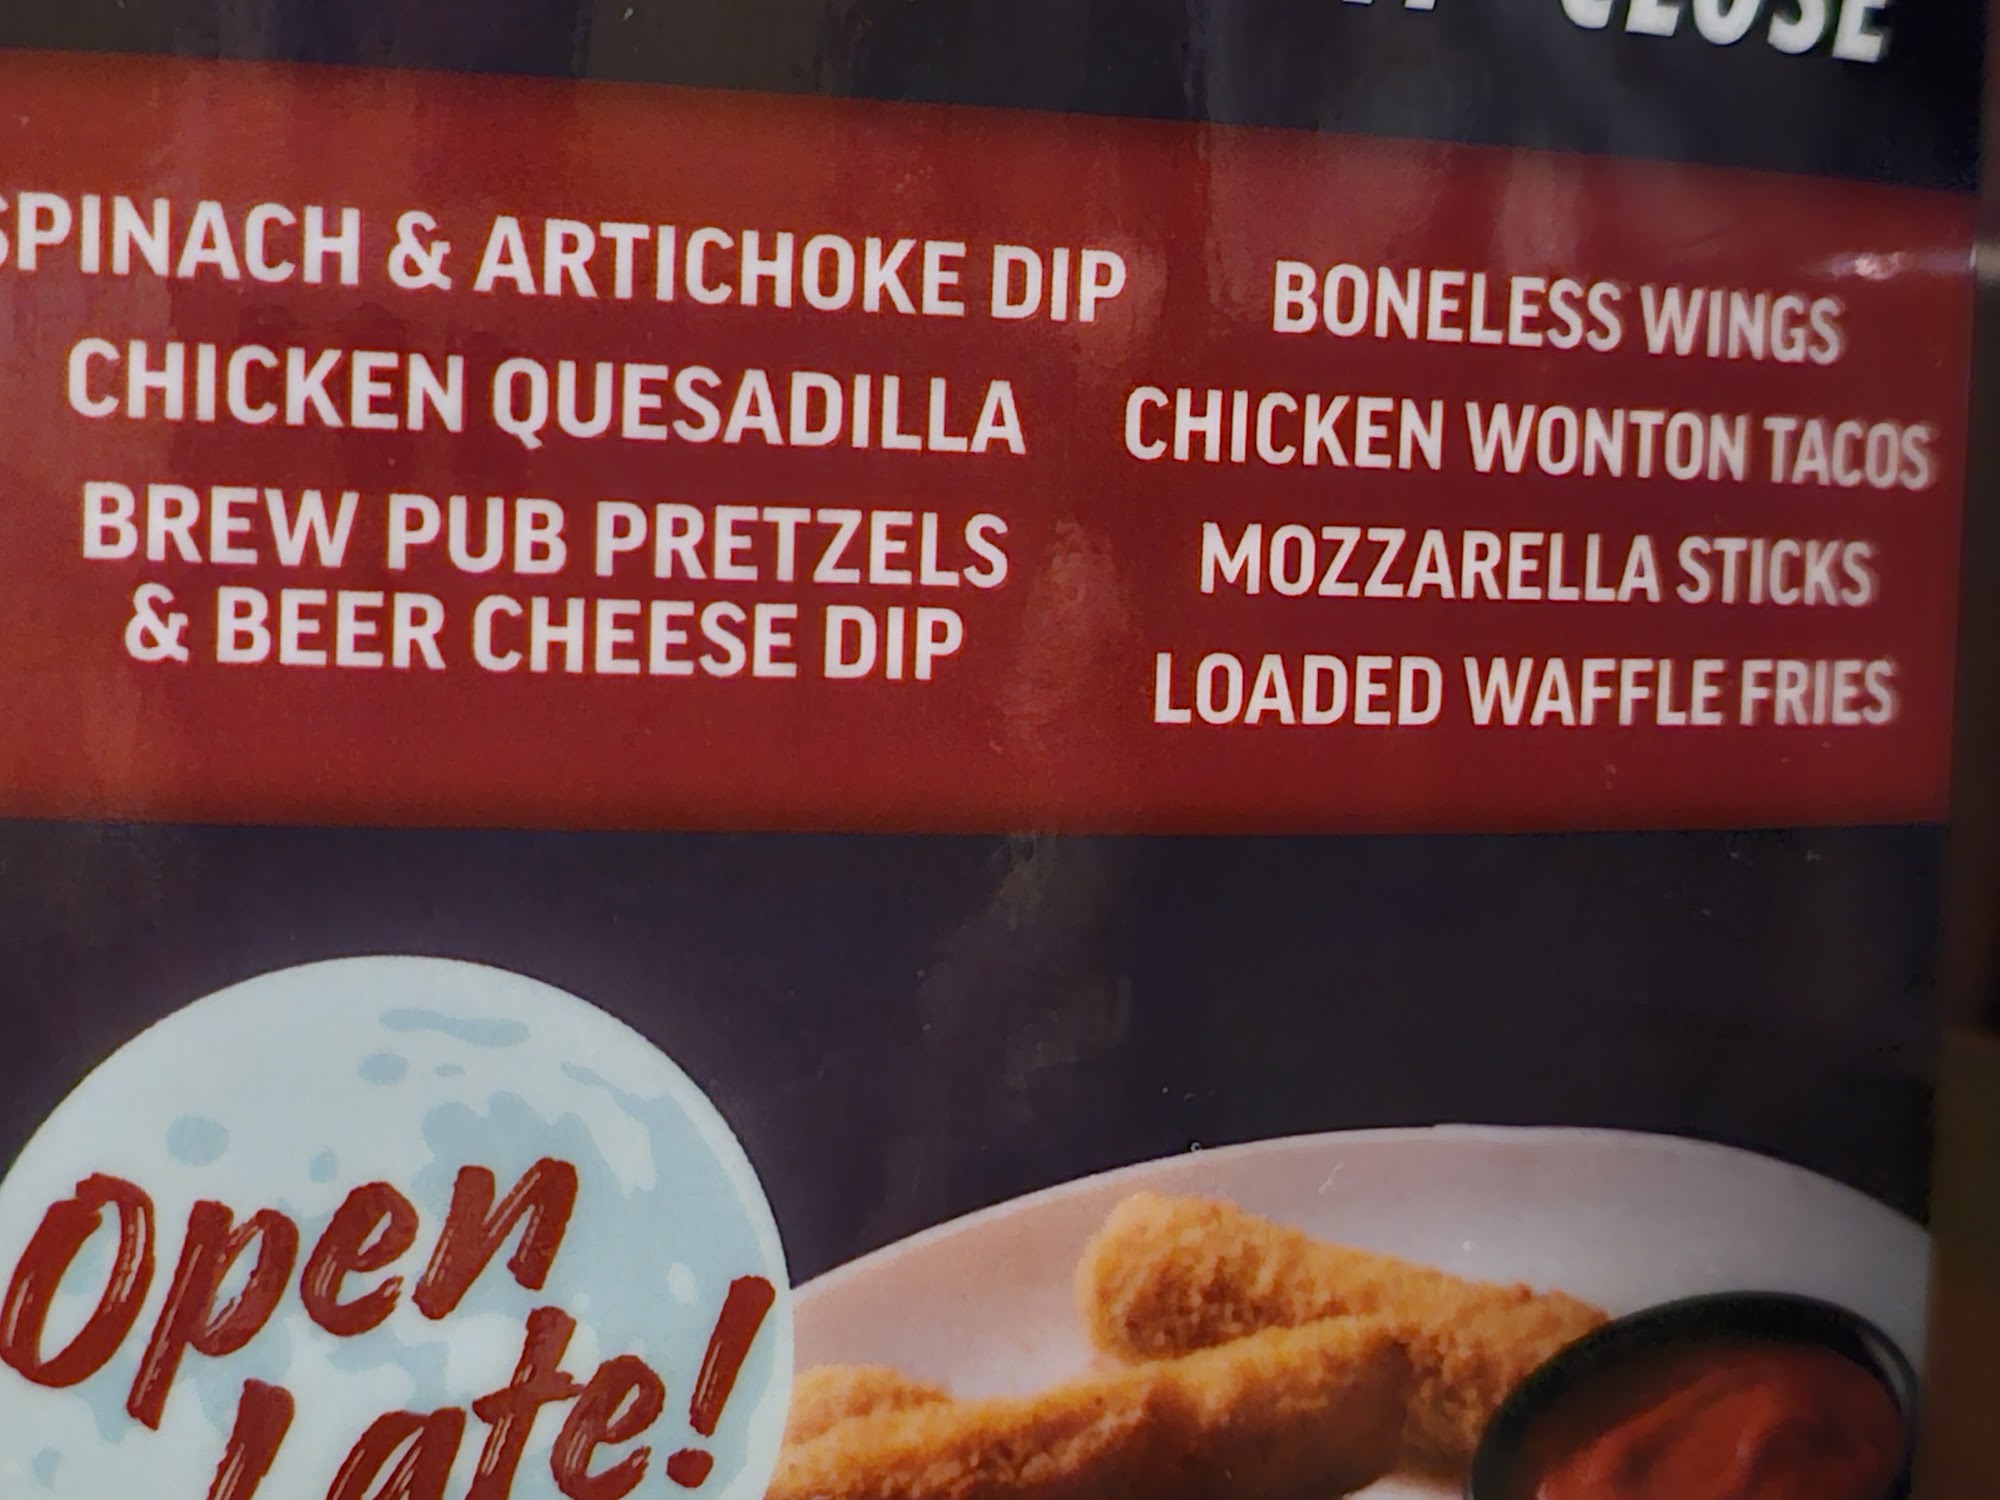 CLOSE
SPINACH & ARTICHOKE DIP
CHICKEN QUESADILLA
BREW PUB PRETZELS
& BEER CHEESE DIP
BONELESS WINGS
CHICKEN WONTON TACOS
MOZZARELLA STICKS
LOADED WAFFLE FRIES
Open
Late!